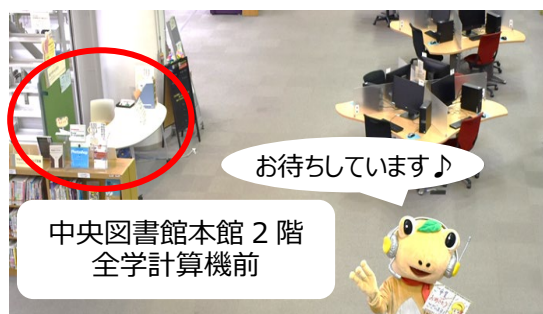 お待ちしています♪
中央図書館本館２階
全学計算機前